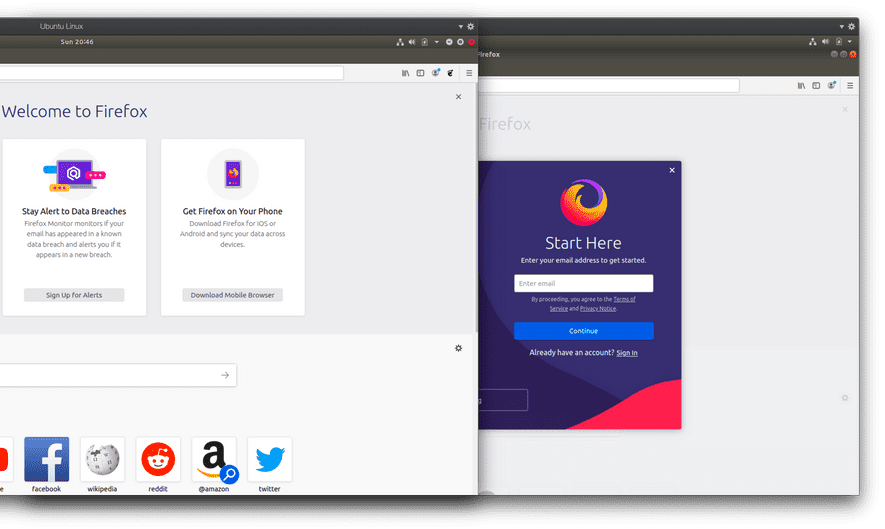 Ubuntu Linux
Sun 20:46
Firefox
Welcome to Firefox
Firefox
Stay Alert to Data Breaches
Firefox Monitor monitors if your
email has appeared in a known
data breach and alerts you if it
appears in a new breach.
Sign Up for Alerts
Get Firefox on Your Phone
Download Firefox for iOS or
Android and sync your data across
devices.
Download Mobile Browser
Start Here
Enter your email address to get started.
Enter email
By proceeding, you agree to the Terms of
Service and Privacy Notice.
Continue
Already have an account? Sign In
facebook
wikipedia
reddit
@amazon
twitter